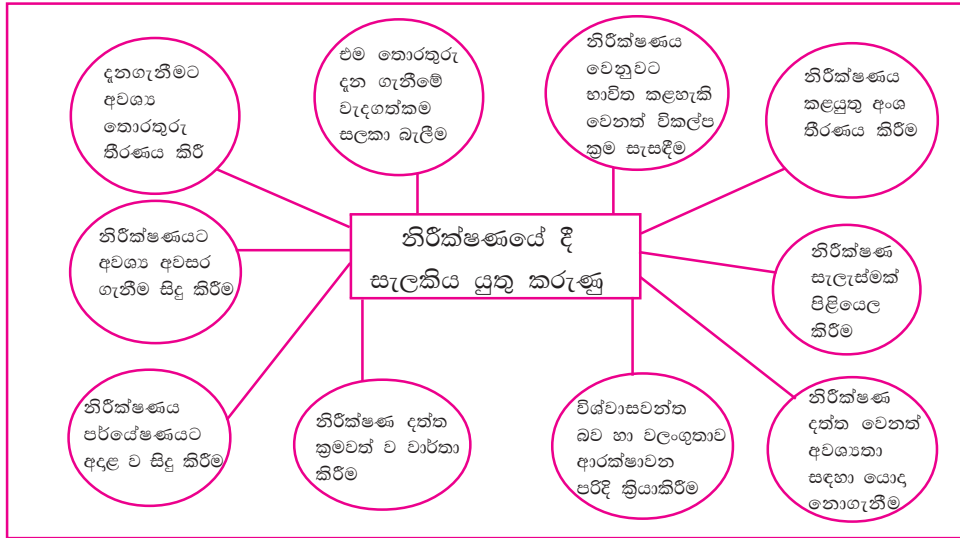 දැනගැනීමට
අවශ්‍ය
තොරතුරු
තීරණය කිරී
එම තොරතුරු
දැන ගැනීමේ
වැදගත්කම
සලකා බැලීම
නිරීක්ෂණය
වෙනුවට
භාවිත කළහැකි
වෙනත් විකල්ප
ක්‍රම සැසඳීම
නිරීක්ෂණය
කළයුතු අංශ
තීරණය කිරීම
නිරීක්ෂණයේ දී
සැලකිය යුතු කරුණු
නිරීක්ෂණයට
අවශ්‍ය අවසර
ගැනීම සිදු කිරීම
නිරීක්ෂණ
සැලැස්මක්
පිළියෙල
කිරීම
නිරීක්ෂණය
පර්යේෂණයට
අදාළ ව සිදු කිරීම
නිරීක්ෂණ දත්ත
ක්‍රමවත් ව වාර්තා
කිරීම
විශ්වාසවන්ත
බව හා වලංගුතාව
ආරක්ෂාවන
පරිදි ක්‍රියාකිරීම
නිරීක්ෂණ
දත්ත වෙනත්
අවශ්‍යතා
සඳහා යොදා
නොගැනීම